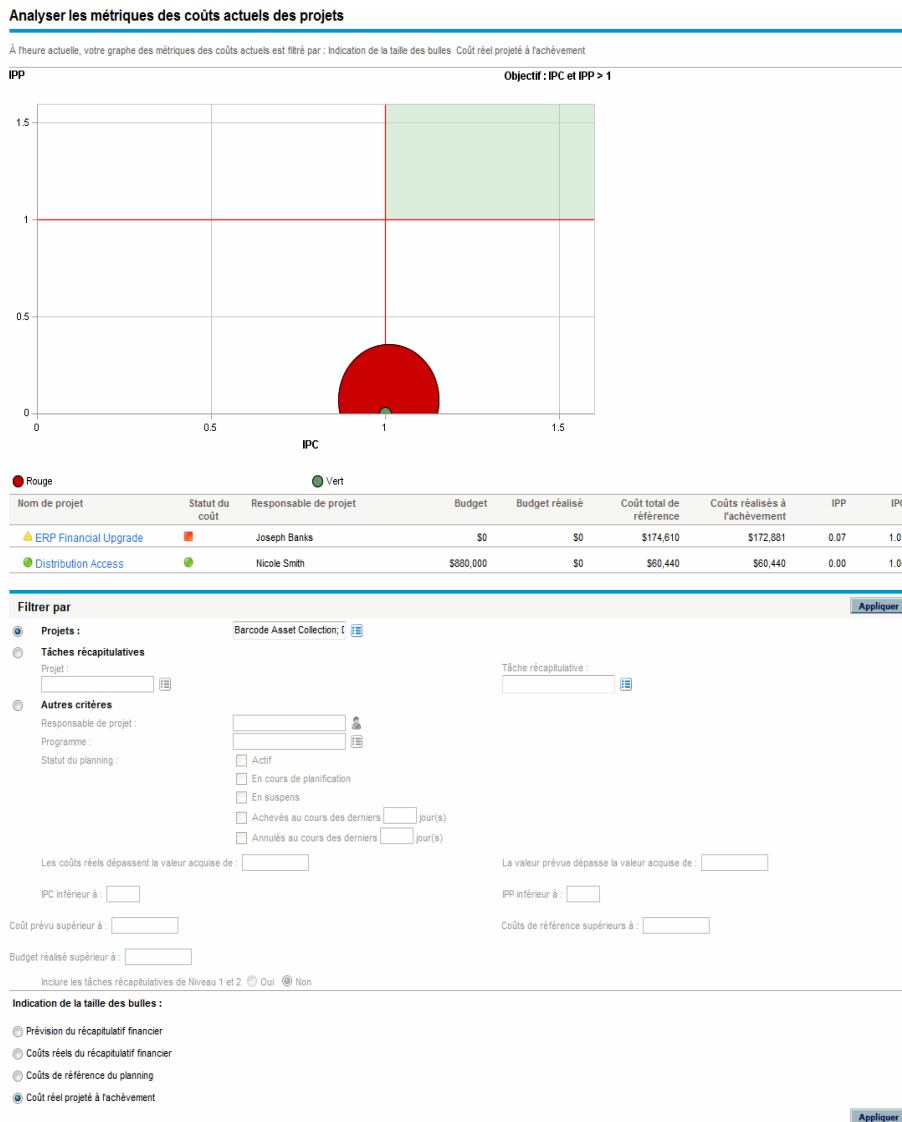 Analyser les métriques des coûts actuels des projets
À l'heure actuelle, votre graphe des métriques des coûts actuels est filtré par : Indication de la taille des bulles Coût réel projeté à l'achèvement
IPP
Objectif : IPC et IPP > 1
1.5
1
0.5
0
0 0.5 1 1.5
IPC
Rouge Vert
Nom de projet Statut du coût Responsable de projet Budget Budget réalisé Coût total de référence Coûts réalisés à l'achèvement IPP IPC
ERP Financial Upgrade Joseph Banks $0 $0 $174,610 $172,881 0.07 1.0
Distribution Access Nicole Smith $880,000 $0 $60,440 $60,440 0.00 1.0
Filtrer par Appliquer
Projets : Barcode Asset Collection; D
Tâches récapitulatives
Projet : Tâche récapitulative :
Autres critères
Responsable de projet :
Programme :
Statut du planning : Actif
En cours de planification
En suspens
Achevés au cours des derniers jour(s)
Annulés au cours des derniers jour(s)
Les coûts réels dépassent la valeur acquise de : La valeur prévue dépasse la valeur acquise de :
IPC inférieur à : IPP inférieur à :
Coût prévu supérieur à : Coûts de référence supérieurs à :
Budget réalisé supérieur à :
Inclure les tâches récapitulatives de Niveau 1 et 2 Oui Non
Indication de la taille des bulles :
Prévision du récapitulatif financier
Coûts réels du récapitulatif financier
Coûts de référence du planning
Coût réel projeté à l'achèvement
Appliquer